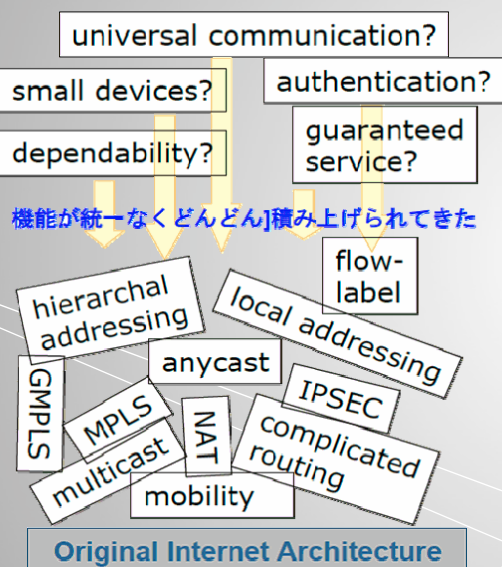 universal communication?
small devices?
authentication?
dependability?
guaranteed
service?
機能が統一なくどんどん]積み上げられてきた
flow-
label
hierarchal
addressing
local addressing
anycast
GMPLS
MPLS
NAT
IPSEC
multicast
complicated
routing
mobility
Original Internet Architecture